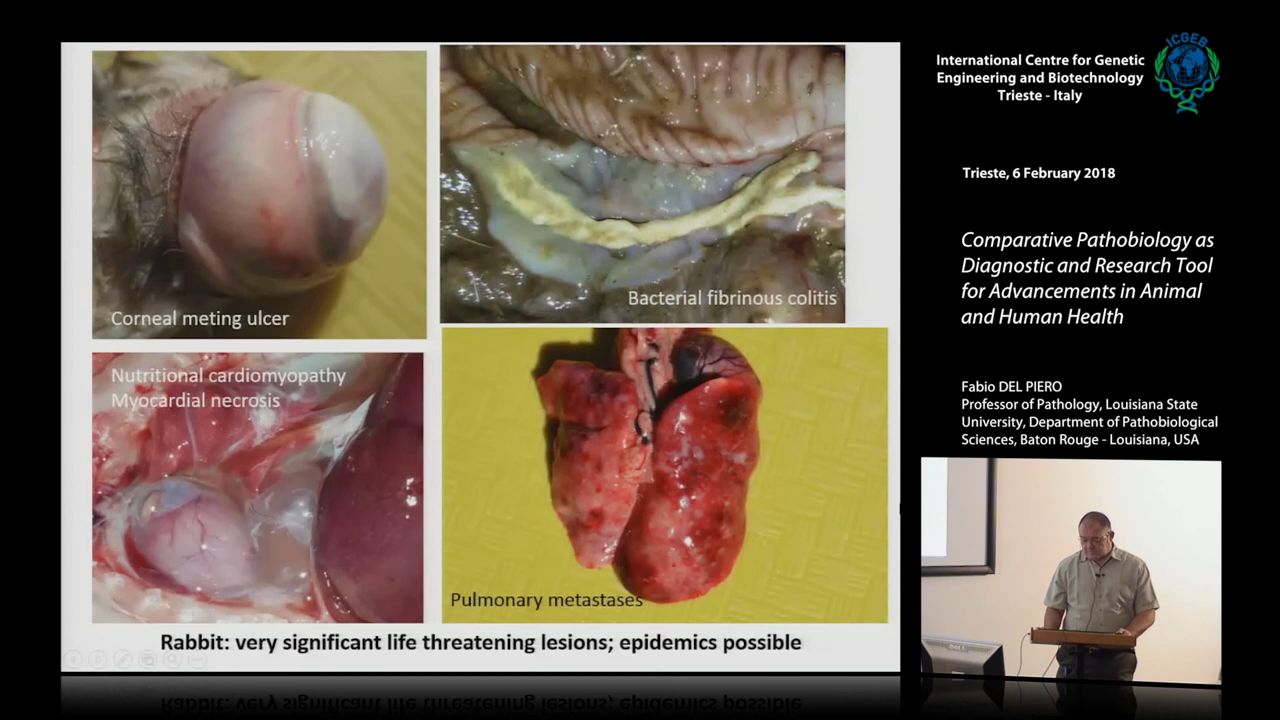 Corneal meting ulcer
Bacterial fibrinous colitis
Nutritional cardiomyopathy
Myocardial necrosis
Pulmonary metastases
Rabbit: very significant life threatening lesions; epidemics possible
International Centre for Genetic
Engineering and Biotechnology
Trieste - Italy
ICGEB
Trieste, 6 February 2018
Comparative Pathobiology as
Diagnostic and Research Tool
for Advancements in Animal
and Human Health
Fabio DEL PIERO
Professor of Pathology, Louisiana State
University, Department of Pathobiological
Sciences, Baton Rouge - Louisiana, USA
DELL